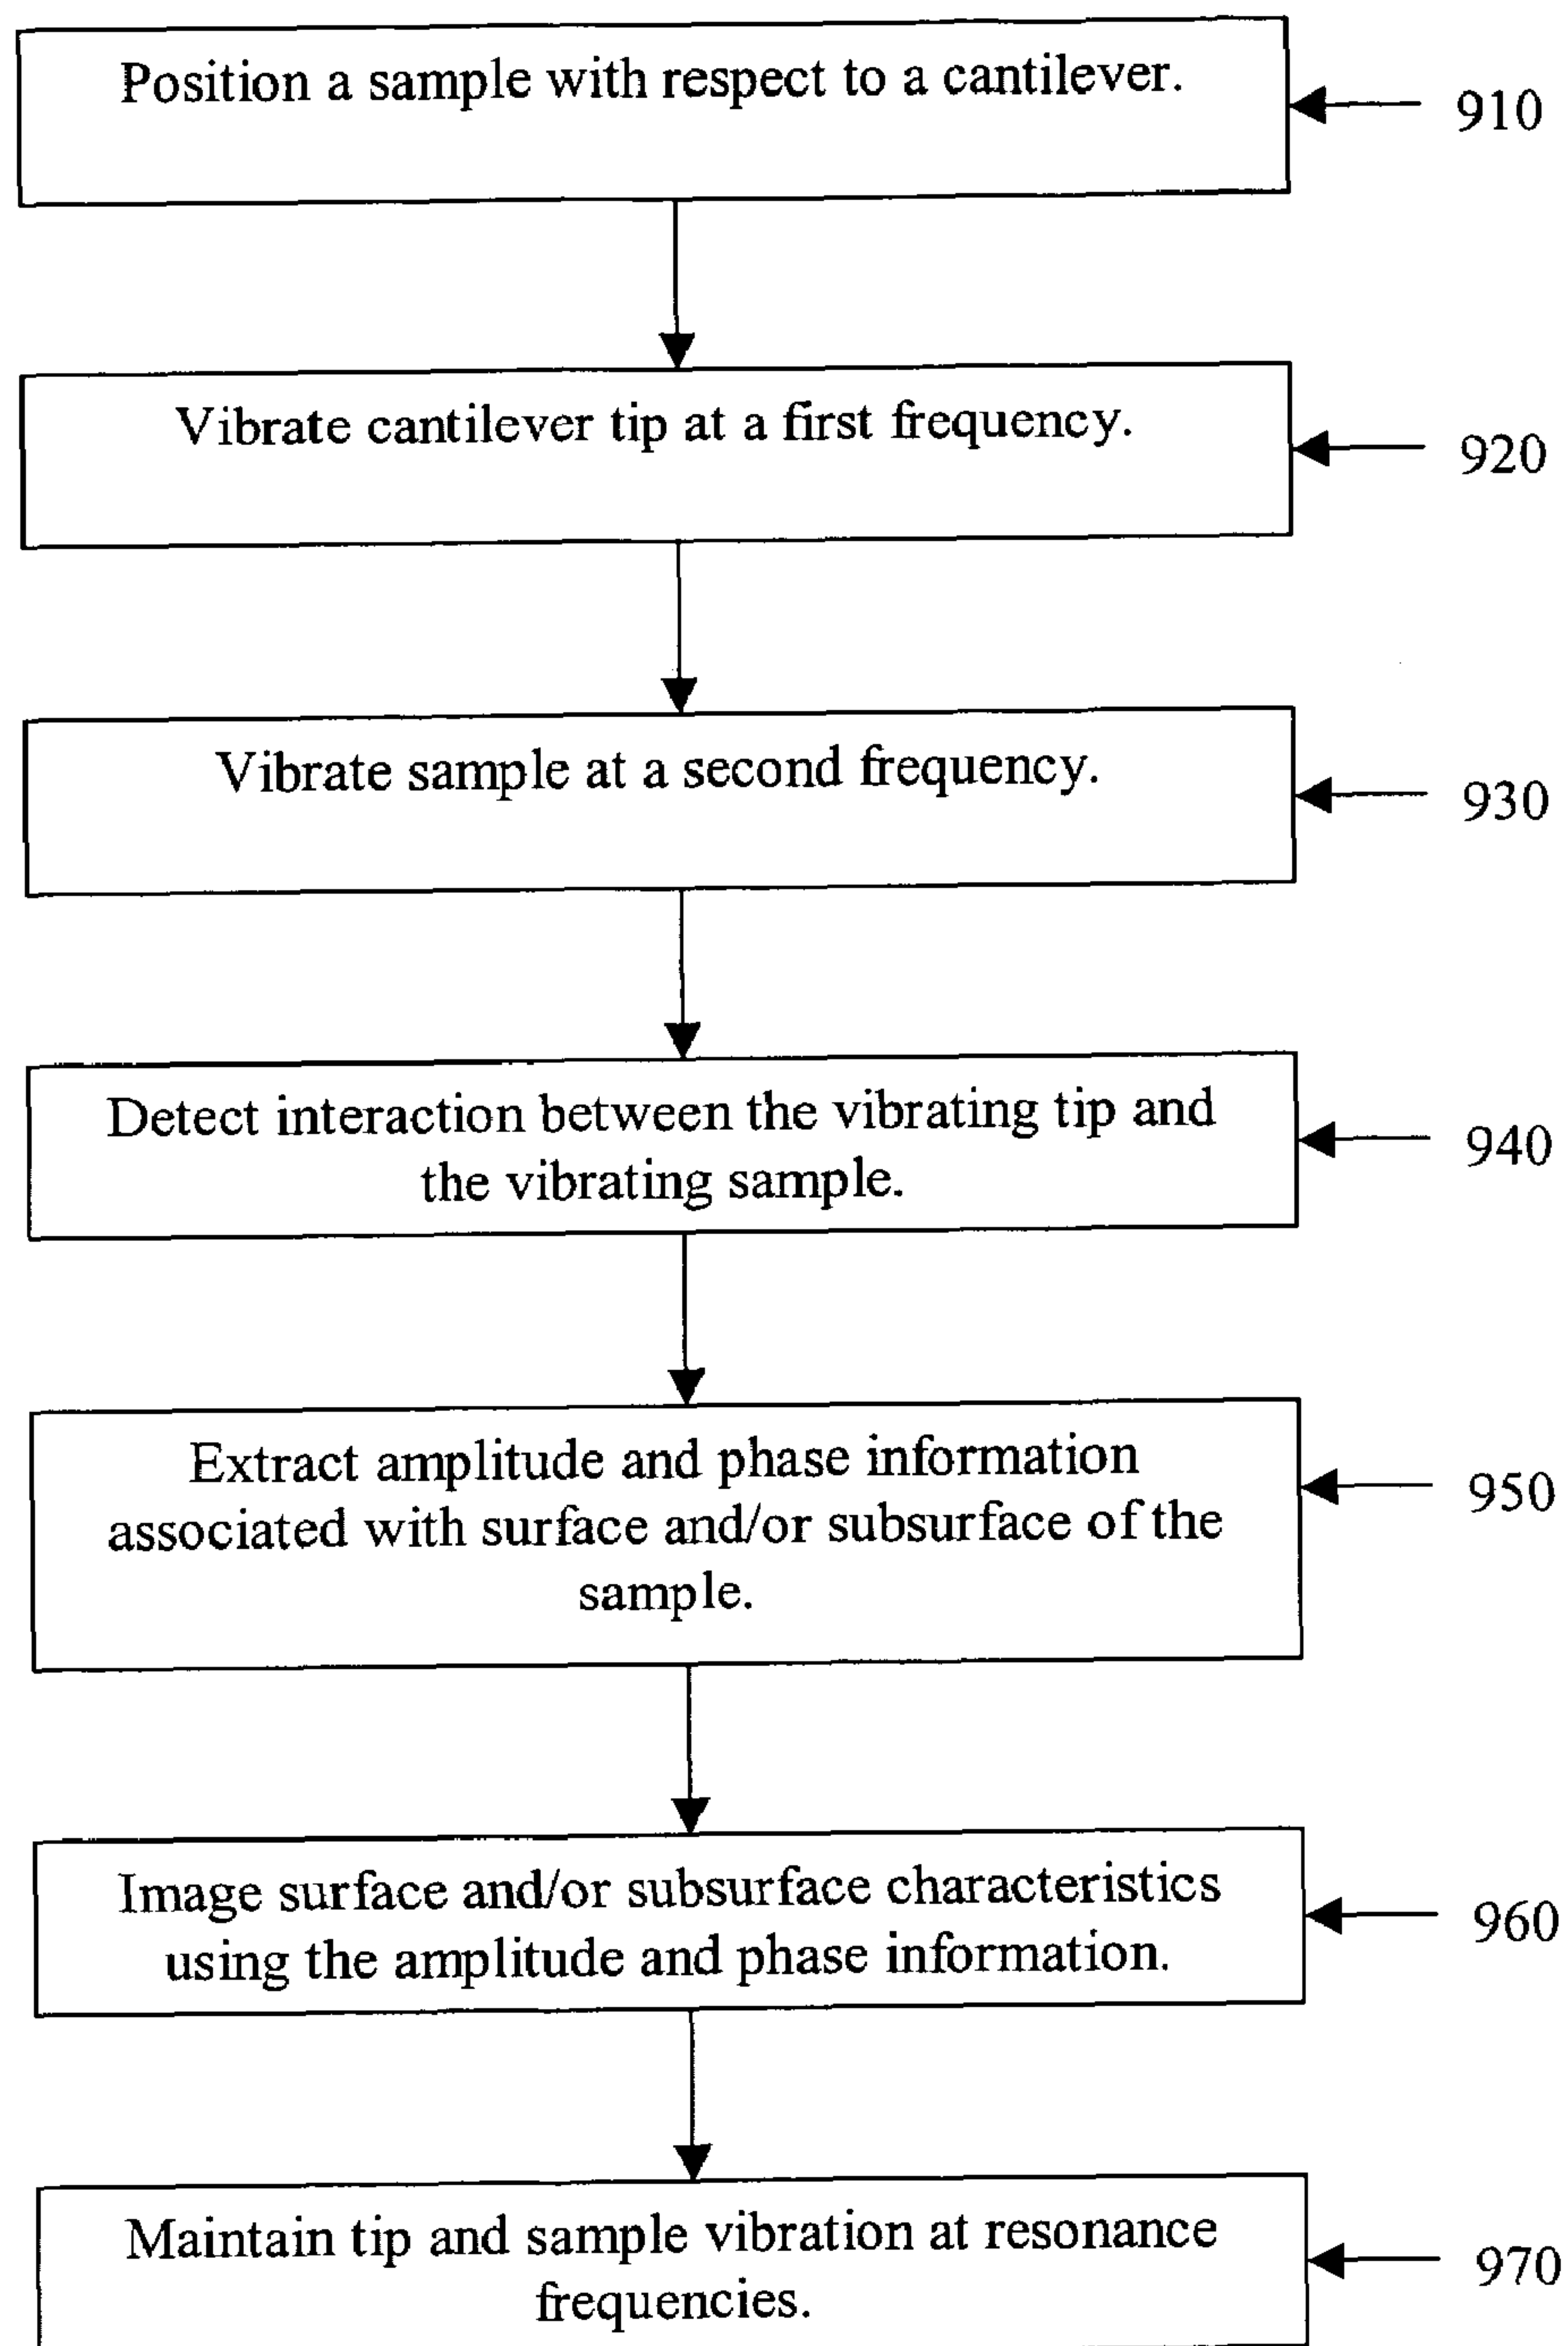 Position a sample with respect to a cantilever.
910
Vibrate cantilever tip at a first frequency.
920
Vibrate sample at a second frequency.
930
Detect interaction between the vibrating tip and
the vibrating sample.
940
Extract amplitude and phase information
associated with surface and/or subsurface of the
sample.
950
Image surface and/or subsurface characteristics
using the amplitude and phase information.
960
Maintain tip and sample vibration at resonance
frequencies.
970